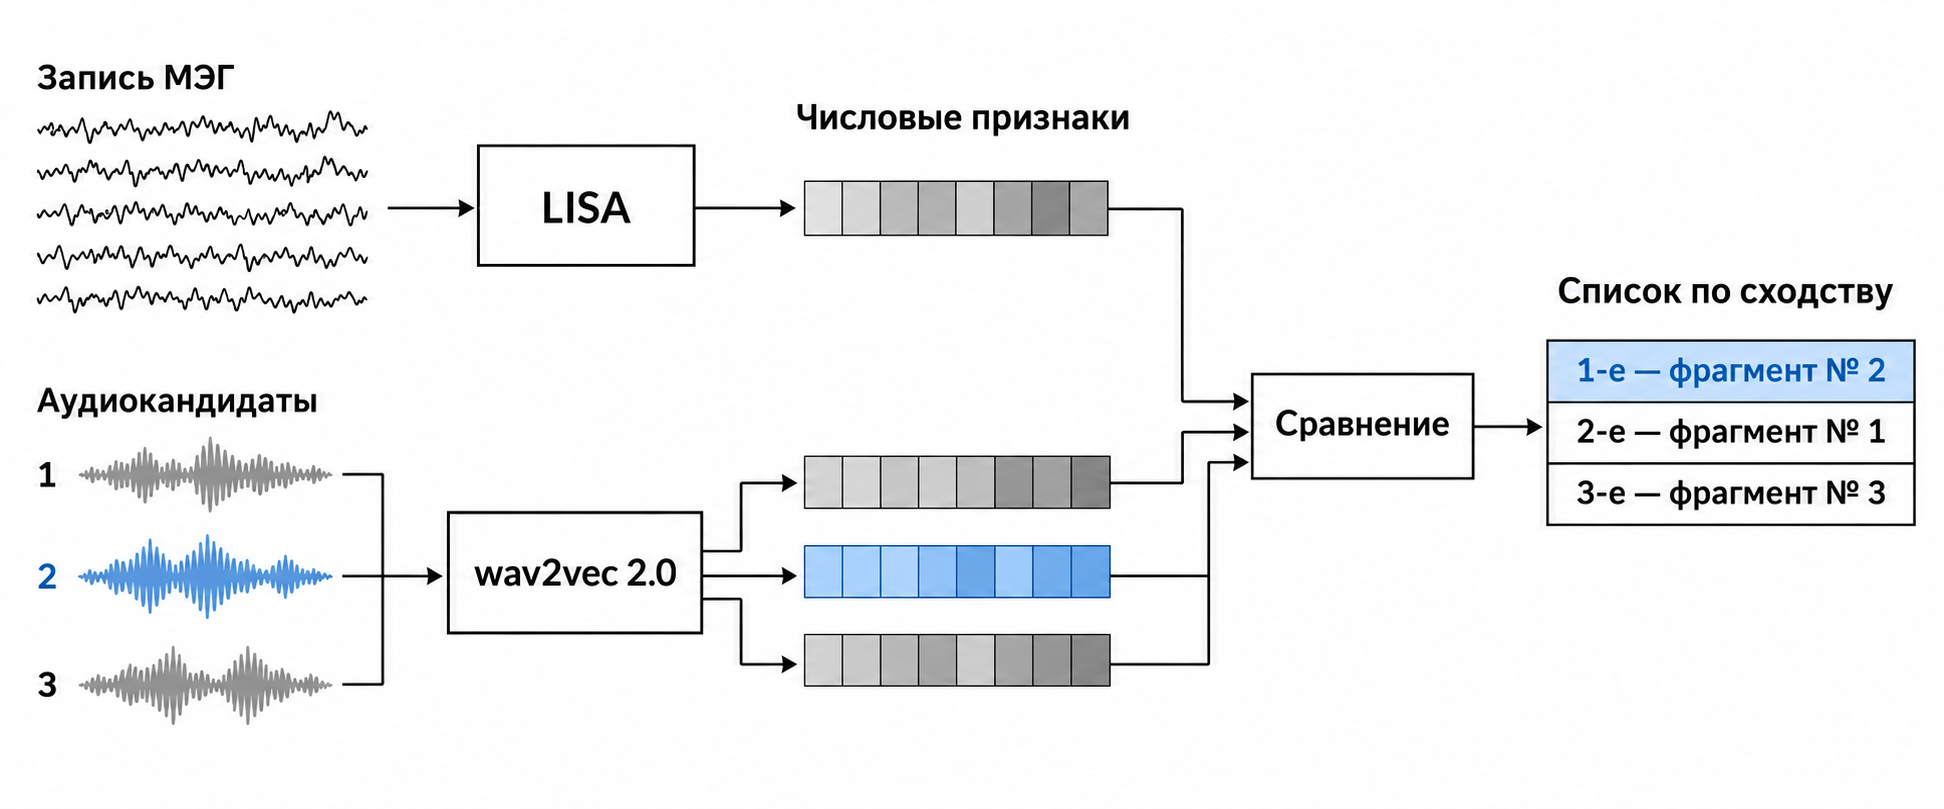 Запись МЭГ
LISA
Числовые признаки
Аудиокандидаты
1
2
3
wav2vec 2.0
Сравнение
Список по сходству
1-е — фрагмент № 2
2-е — фрагмент № 1
3-е — фрагмент № 3